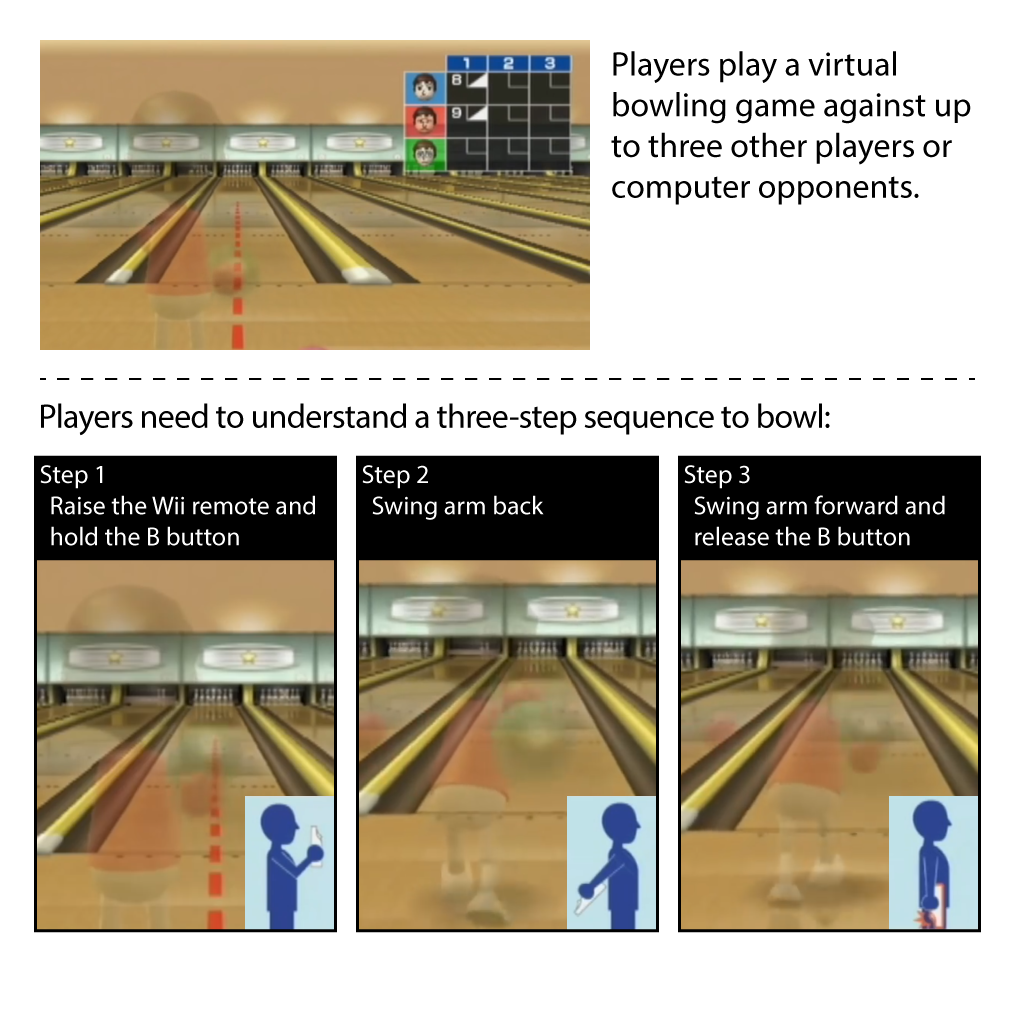 1 2 3
8
9
Players play a virtual
bowling game against up
to three other players or
computer opponents.
Players need to understand a three-step sequence to bowl:
Step 1
Raise the Wii remote and
hold the B button
Step 2
Swing arm back
Step 3
Swing arm forward and
release the B button